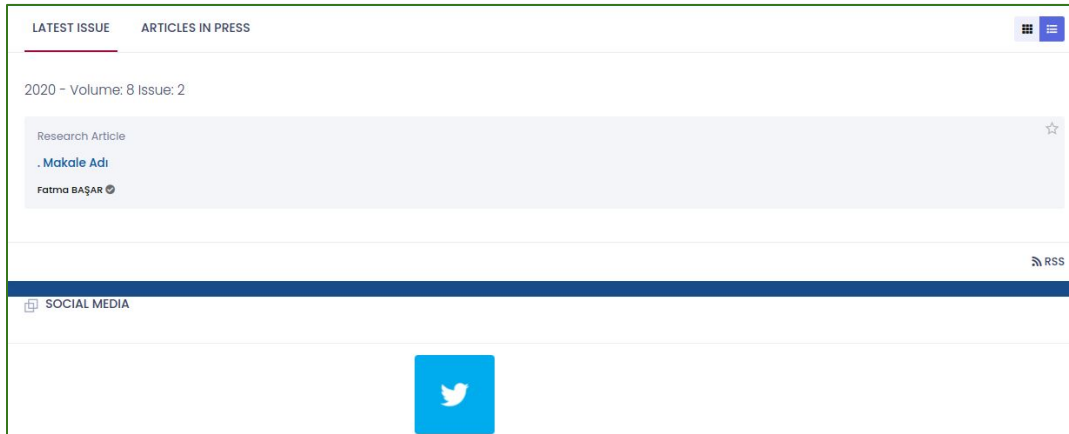 LATEST ISSUE ARTICLES IN PRESS
2020 - Volume: 8 Issue: 2
Research Article
. Makale Adı
Fatma BAŞAR
RSS
SOCIAL MEDIA